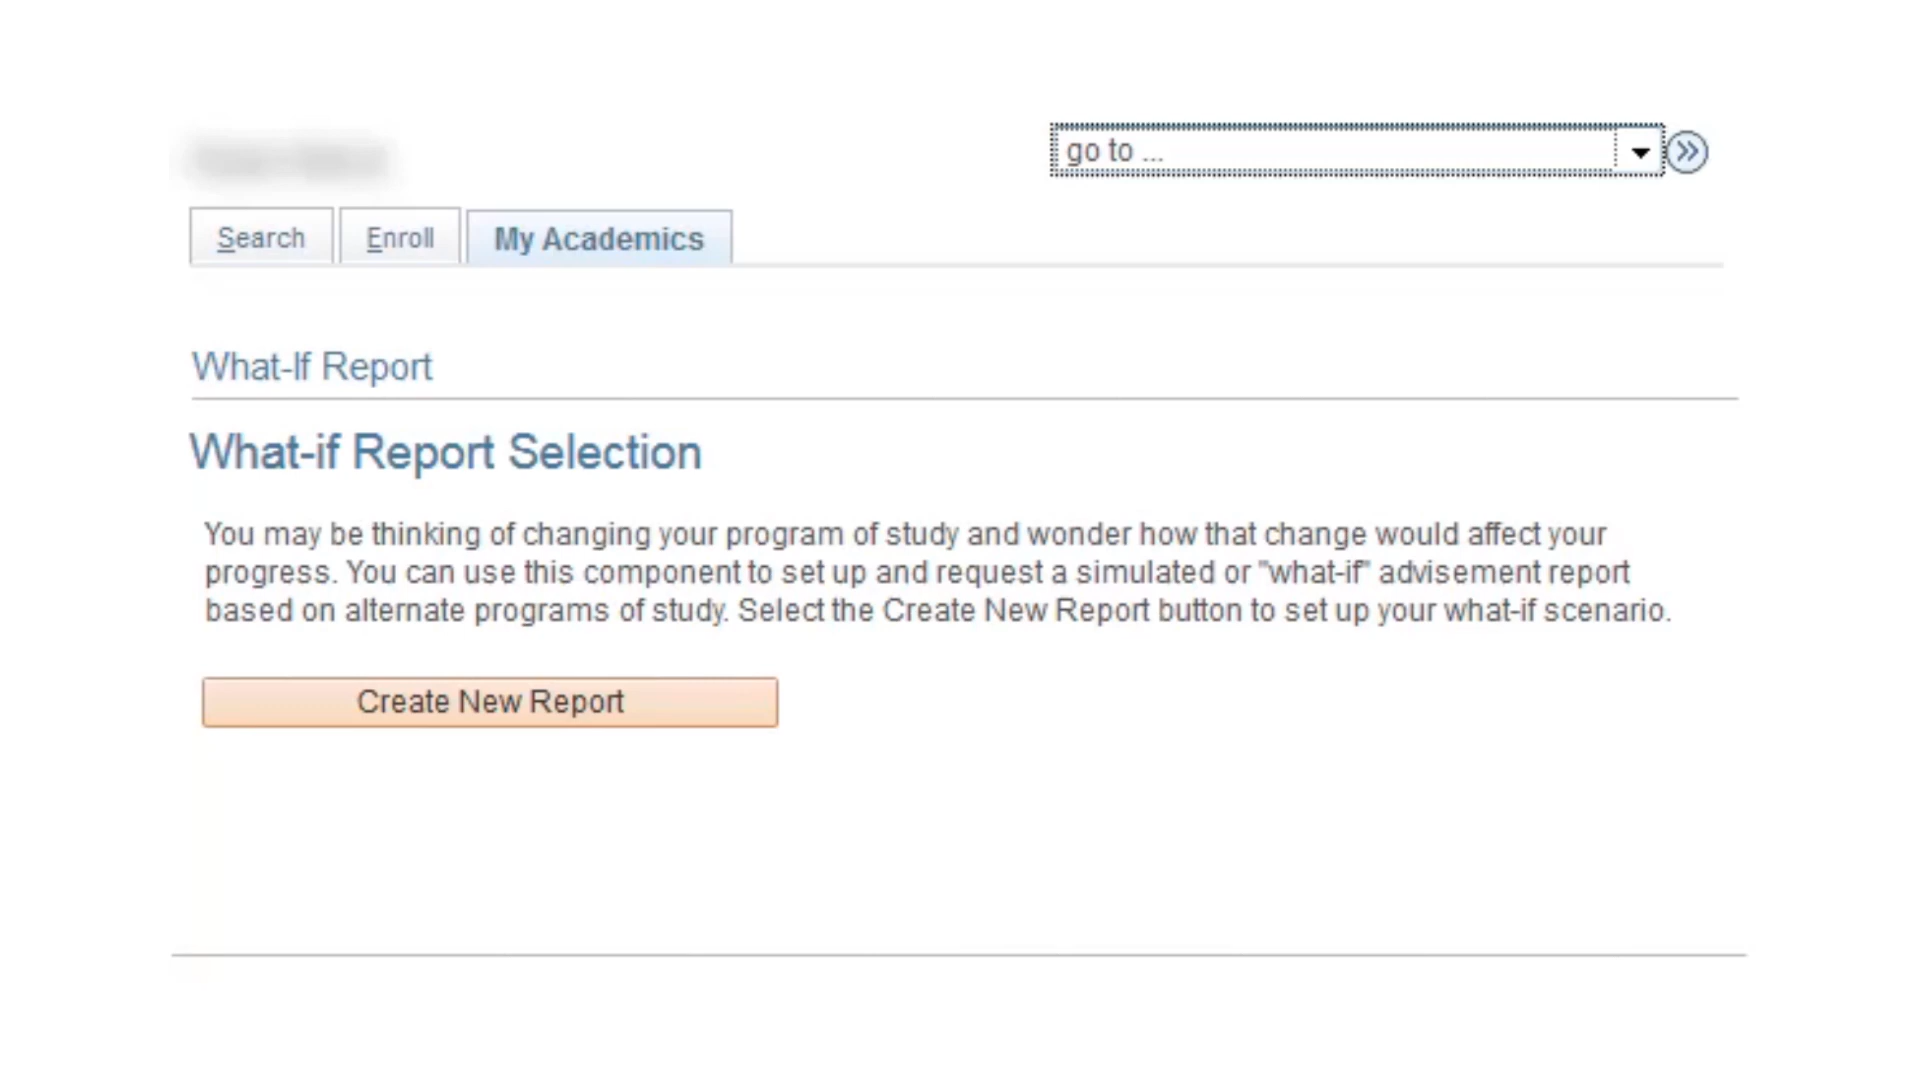 go to ...
Search Enroll My Academics
What-If Report
What-if Report Selection
You may be thinking of changing your program of study and wonder how that change would affect your
progress. You can use this component to set up and request a simulated or "what-if" advisement report
based on alternate programs of study. Select the Create New Report button to set up your what-if scenario.
Create New Report